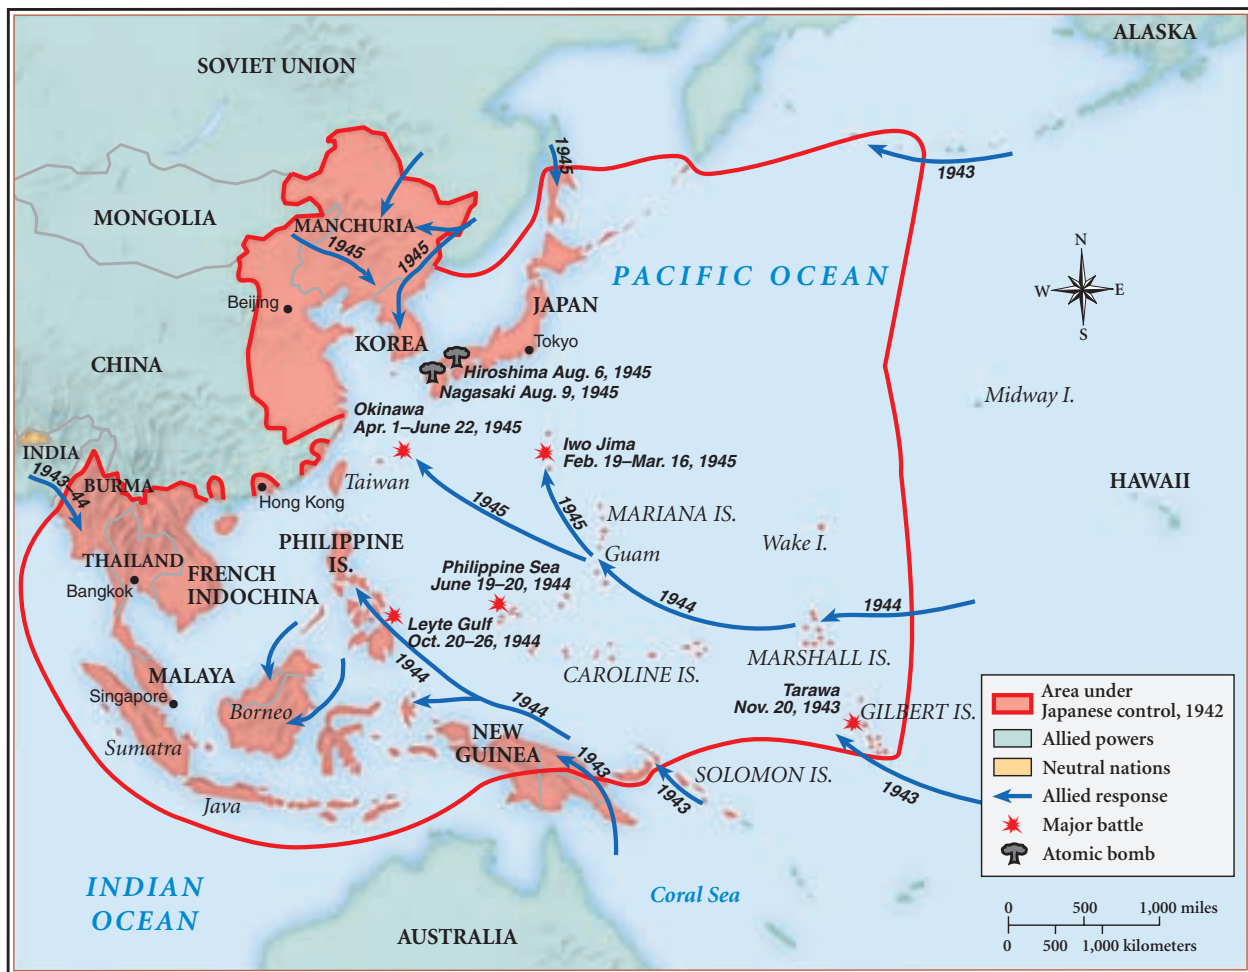 ALASKA
SOVIET UNION
1945
1943
MONGOLIA
MANCHURIA
1945
1945
PACIFIC OCEAN
N
W
E
S
Beijing
JAPAN
KOREA
Tokyo
CHINA
Hiroshima Aug. 6, 1945
Nagasaki Aug. 9, 1945
Midway I.
Okinawa
Apr. 1–June 22, 1945
Iwo Jima
Feb. 19–Mar. 16, 1945
INDIA
1943–44
BURMA
Taiwan
Hong Kong
HAWAII
1945
1945
MARIANA IS.
Wake I.
PHILIPPINE
IS.
Guam
THAILAND
Bangkok
FRENCH
INDOCHINA
Philippine Sea
June 19–20, 1944
1944
1944
Leyte Gulf
Oct. 20–26, 1944
MARSHALL IS.
CAROLINE IS.
MALAYA
Singapore
1944
Tarawa
Nov. 20, 1943
GILBERT IS.
Borneo
1944
Sumatra
NEW
GUINEA
1943
SOLOMON IS.
1943
1943
Java
INDIAN
OCEAN
Coral Sea
AUSTRALIA
Area under
Japanese control, 1942
Allied powers
Neutral nations
Allied response
Major battle
Atomic bomb
0 500 1,000 miles
0 500 1,000 kilometers